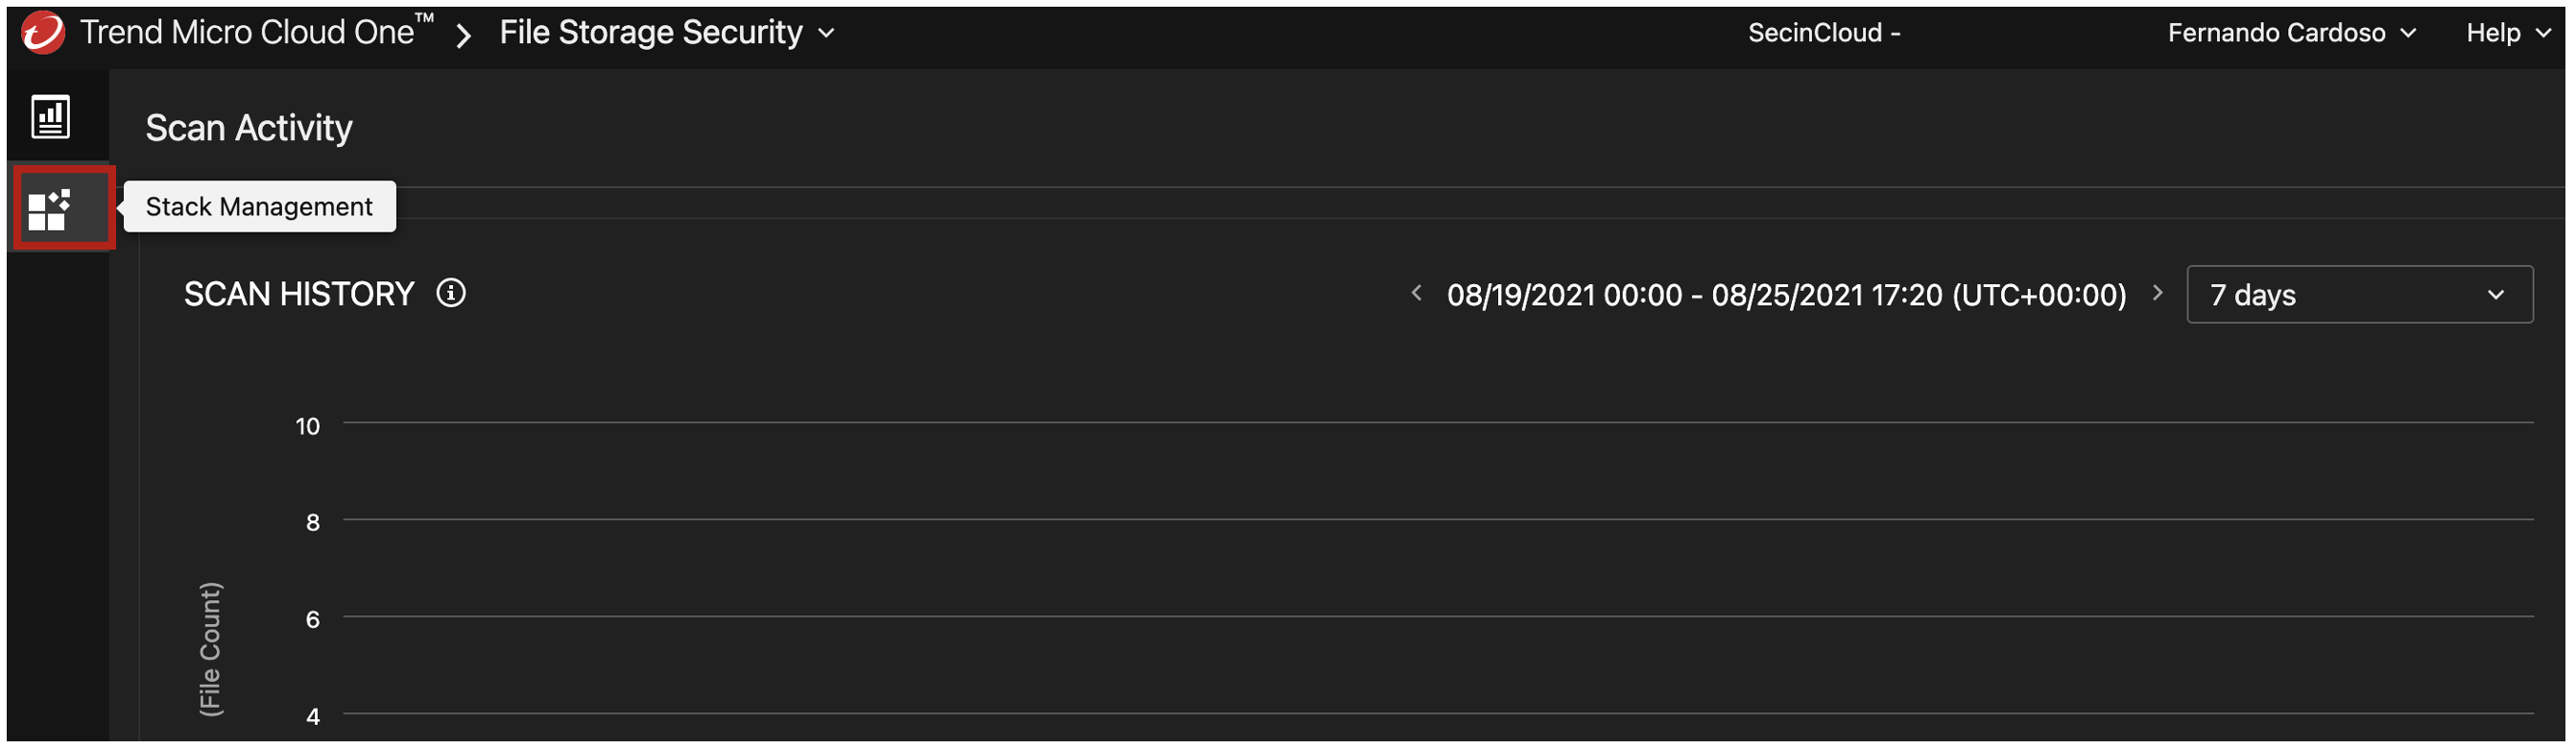 Trend Micro Cloud One™ File Storage Security SecinCloud - Fernando Cardoso Help
Scan Activity
Stack Management
SCAN HISTORY 08/19/2021 00:00 - 08/25/2021 17:20 (UTC+00:00) 7 days
10
8
6
(File Count)
4